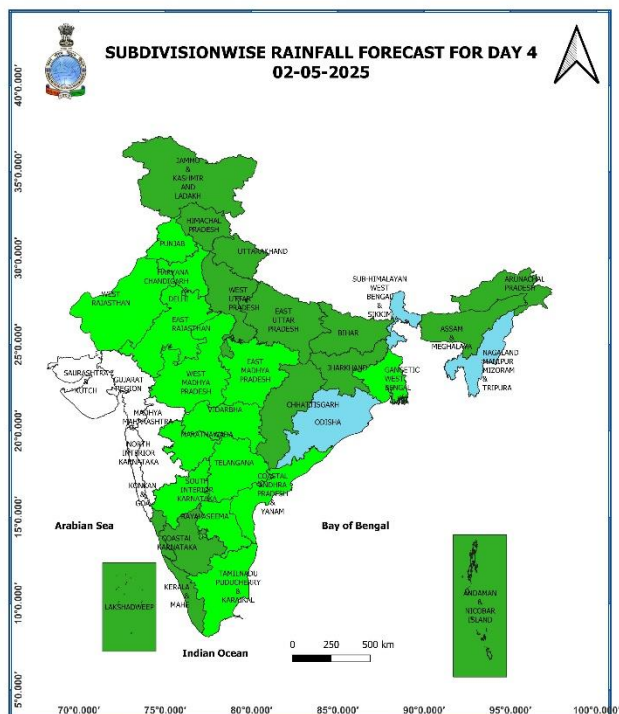 SUBDIVISIONWISE RAINFALL FORECAST FOR DAY 4
02-05-2025
40°0.000'
35°0.000'
30°0.000'
25°0.000'
20°0.000'
15°0.000'
10°0.000'
5°0.000'
JAMMU
&
KASHMIR
AND
LADAKH
HIMACHAL
PRADESH
PUNJAB
UTTARAKHAND
HARYANA
CHANDIGARH
&
DELHI
WEST
RAJASTHAN
WEST
UTTAR
PRADESH
EAST
RAJASTHAN
EAST
UTTAR
PRADESH
SUB-HIMALAYAN
WEST
BENGAL
&
SIKKIM
ARUNACHAL
PRADESH
ASSAM
&
MEGHALAYA
NAGALAND
MANIPUR
MIZORAM
&
TRIPURA
BIHAR
JHARKHAND
GANGETIC
WEST
BENGAL
SAURASHTRA
&
KUTCH
GUJARAT
REGION
WEST
MADHYA
PRADESH
EAST
MADHYA
PRADESH
CHHATTISGARH
ODISHA
MADHYA
MAHARASHTRA
VIDARBHA
MARATHWADA
NORTH
INTERIOR
KARNATAKA
TELANGANA
KONKAN
&
GOA
SOUTH
INTERIOR
KARNATAKA
COASTAL
ANDHRA
PRADESH
&
YANAM
RAYALASEEMA
COASTAL
KARNATAKA
TAMILNADU
PUDUCHERRY
&
KARAIKAL
KERALA
&
MAHE
LAKSHADWEEP
ANDAMAN
&
NICOBAR
ISLAND
Arabian Sea
Bay of Bengal
Indian Ocean
0 250 500 km
70°0.000' 75°0.000' 80°0.000' 85°0.000' 90°0.000' 95°0.000' 100°0.000'